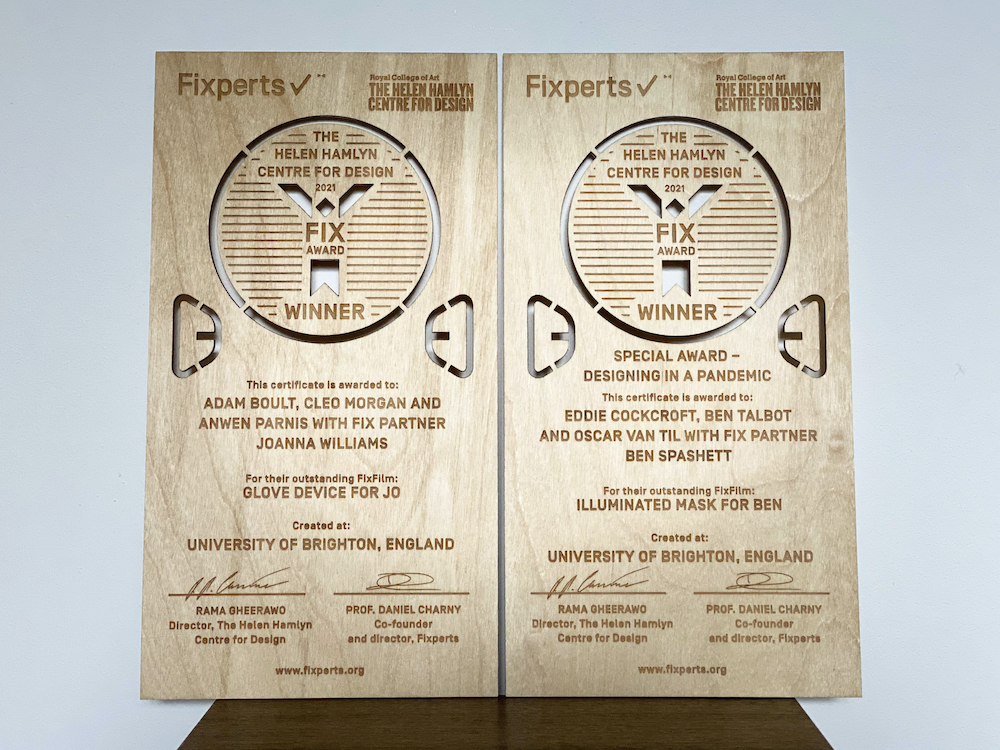 Fixperts
Royal College of Art
THE HELEN HAMLYN
CENTRE FOR DESIGN
THE
HELEN HAMLYN
CENTRE FOR DESIGN
2021
FIX
AWARD
WINNER
This certificate is awarded to:
ADAM BOULT, CLEO MORGAN AND
ANWEN PARNIS WITH FIX PARTNER
JOANNA WILLIAMS
For their outstanding FixFilm:
GLOVE DEVICE FOR JO
Created at:
UNIVERSITY OF BRIGHTON, ENGLAND
RAMA GHEERAWO
Director, The Helen Hamlyn
Centre for Design
PROF. DANIEL CHARNY
Co-founder
and director, Fixperts
www.fixperts.org
Fixperts
Royal College of Art
THE HELEN HAMLYN
CENTRE FOR DESIGN
THE
HELEN HAMLYN
CENTRE FOR DESIGN
2021
FIX
AWARD
WINNER
SPECIAL AWARD –
DESIGNING IN A PANDEMIC
This certificate is awarded to:
EDDIE COCKCROFT, BEN TALBOT
AND OSCAR VAN TIL WITH FIX PARTNER
BEN SPASHETT
For their outstanding FixFilm:
ILLUMINATED MASK FOR BEN
Created at:
UNIVERSITY OF BRIGHTON, ENGLAND
RAMA GHEERAWO
Director, The Helen Hamlyn
Centre for Design
PROF. DANIEL CHARNY
Co-founder
and director, Fixperts
www.fixperts.org